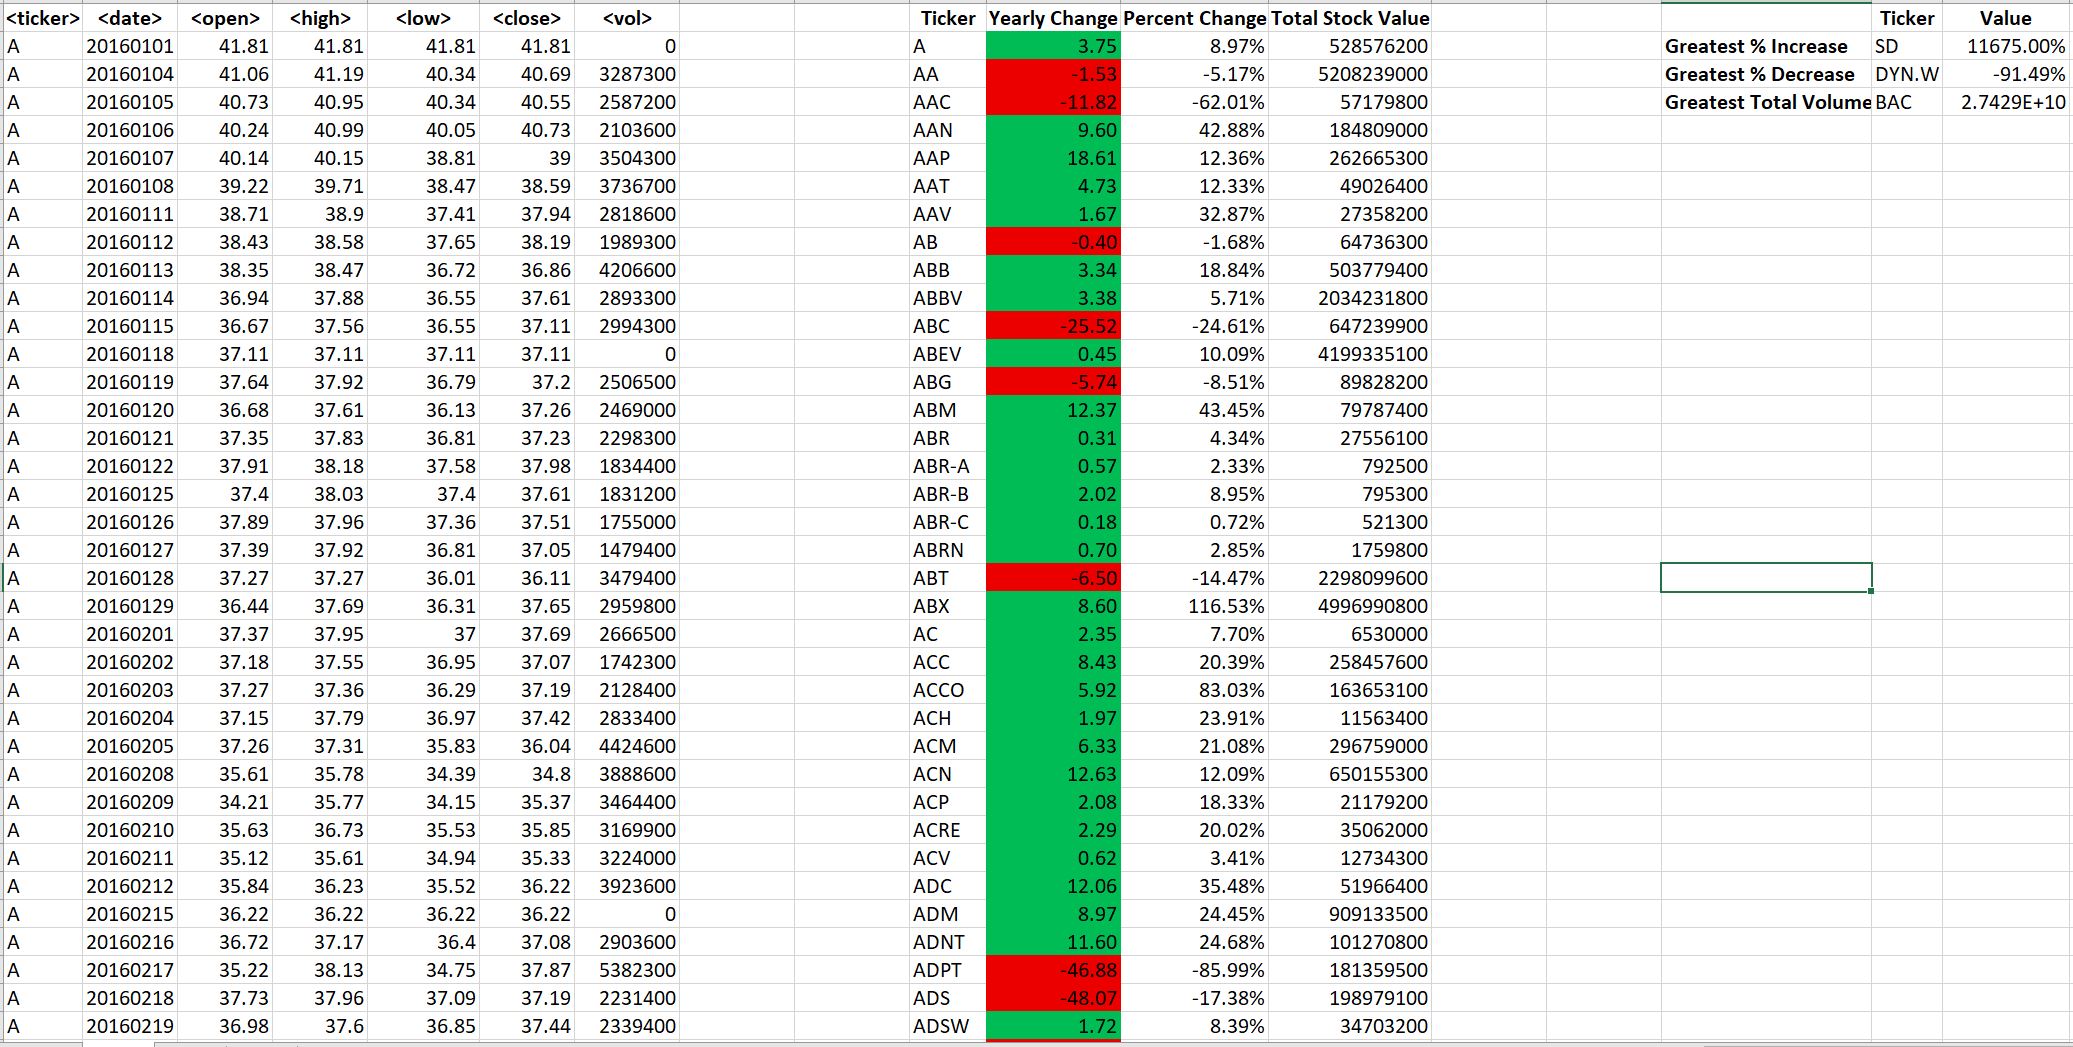 <ticker> <date> <open> <high> <low> <close> <vol> Ticker Yearly Change Percent Change Total Stock Value Ticker Value
A 20160101 41.81 41.81 41.81 41.81 0 A 3.75 8.97% 528576200 Greatest % Increase SD 11675.00%
A 20160104 41.06 41.19 40.34 40.69 3287300 AA -1.53 -5.17% 5208239000 Greatest % Decrease DYN.W -91.49%
A 20160105 40.73 40.95 40.34 40.55 2587200 AAC -11.82 -62.01% 57179800 Greatest Total Volume BAC 2.7429E+10
A 20160106 40.24 40.99 40.05 40.73 2103600 AAN 9.60 42.88% 184809000
A 20160107 40.14 40.15 38.81 39 3504300 AAP 18.61 12.36% 262665300
A 20160108 39.22 39.71 38.47 38.59 3736700 AAT 4.73 12.33% 49026400
A 20160111 38.71 38.9 37.41 37.94 2818600 AAV 1.67 32.87% 27358200
A 20160112 38.43 38.58 37.65 38.19 1989300 AB -0.40 -1.68% 64736300
A 20160113 38.35 38.47 36.72 36.86 4206600 ABB 3.34 18.84% 503779400
A 20160114 36.94 37.88 36.55 37.61 2893300 ABBV 3.38 5.71% 2034231800
A 20160115 36.67 37.56 36.55 37.11 2994300 ABC -25.52 -24.61% 647239900
A 20160118 37.11 37.11 37.11 37.11 0 ABEV 0.45 10.09% 4199335100
A 20160119 37.64 37.92 36.79 37.2 2506500 ABG -5.74 -8.51% 89828200
A 20160120 36.68 37.61 36.13 37.26 2469000 ABM 12.37 43.45% 79787400
A 20160121 37.35 37.83 36.81 37.23 2298300 ABR 0.31 4.34% 27556100
A 20160122 37.91 38.18 37.58 37.98 1834400 ABR-A 0.57 2.33% 792500
A 20160125 37.4 38.03 37.4 37.61 1831200 ABR-B 2.02 8.95% 795300
A 20160126 37.89 37.96 37.36 37.51 1755000 ABR-C 0.18 0.72% 521300
A 20160127 37.39 37.92 36.81 37.05 1479400 ABRN 0.70 2.85% 1759800
A 20160128 37.27 37.27 36.01 36.11 3479400 ABT -6.50 -14.47% 2298099600
A 20160129 36.44 37.69 36.31 37.65 2959800 ABX 8.60 116.53% 4996990800
A 20160201 37.37 37.95 37 37.69 2666500 AC 2.35 7.70% 6530000
A 20160202 37.18 37.55 36.95 37.07 1742300 ACC 8.43 20.39% 258457600
A 20160203 37.27 37.36 36.29 37.19 2128400 ACCO 5.92 83.03% 163653100
A 20160204 37.15 37.79 36.97 37.42 2833400 ACH 1.97 23.91% 11563400
A 20160205 37.26 37.31 35.83 36.04 4424600 ACM 6.33 21.08% 296759000
A 20160208 35.61 35.78 34.39 34.8 3888600 ACN 12.63 12.09% 650155300
A 20160209 34.21 35.77 34.15 35.37 3464400 ACP 2.08 18.33% 21179200
A 20160210 35.63 36.73 35.53 35.85 3169900 ACRE 2.29 20.02% 35062000
A 20160211 35.12 35.61 34.94 35.33 3224000 ACV 0.62 3.41% 12734300
A 20160212 35.84 36.23 35.52 36.22 3923600 ADC 12.06 35.48% 51966400
A 20160215 36.22 36.22 36.22 36.22 0 ADM 8.97 24.45% 909133500
A 20160216 36.72 37.17 36.4 37.08 2903600 ADNT 11.60 24.68% 101270800
A 20160217 35.22 38.13 34.75 37.87 5382300 ADPT -46.88 -85.99% 181359500
A 20160218 37.73 37.96 37.09 37.19 2231400 ADS -48.07 -17.38% 198979100
A 20160219 36.98 37.6 36.85 37.44 2339400 ADSW 1.72 8.39% 34703200